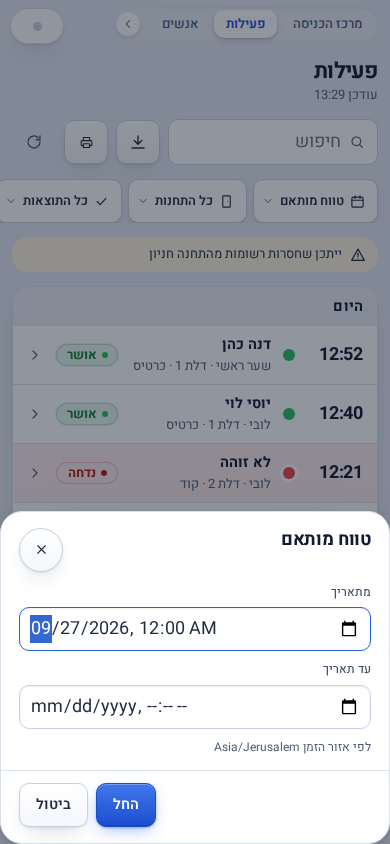 מרכז הכניסה פעילות אנשים
פעילות
עודכן 13:29
חיפוש
טווח מותאם כל התחנות כל התוצאות
ייתכן שחסרות רשומות מהתחנה חניון
היום
12:52 דנה כהן אושר
שער ראשי · דלת 1 · כרטיס
12:40 יוסי לוי אושר
לובי · דלת 1 · כרטיס
12:21 לא זוהה נדחה
לובי · דלת 2 · קוד
טווח מותאם
מתאריך
09/27/2026, 12:00 AM
עד תאריך
mm/dd/yyyy, --:-- --
לפי אזור הזמן Asia/Jerusalem
החל ביטול